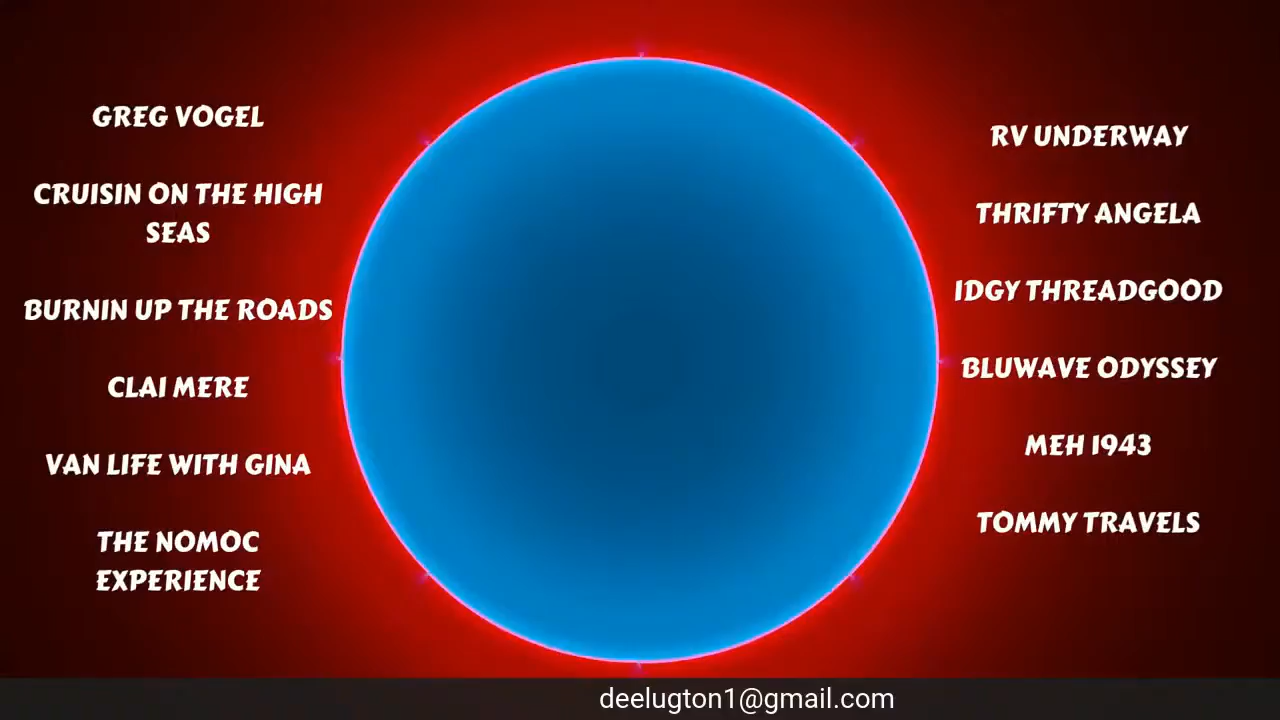 GREG VOGEL
CRUISIN ON THE HIGH
SEAS
BURNIN UP THE ROADS
CLAI MERE
VAN LIFE WITH GINA
THE NOMOC
EXPERIENCE
RV UNDERWAY
THRIFTY ANGELA
IDGY THREADGOOD
BLUWAVE ODYSSEY
MEH 1943
TOMMY TRAVELS
deelugton1@gmail.com